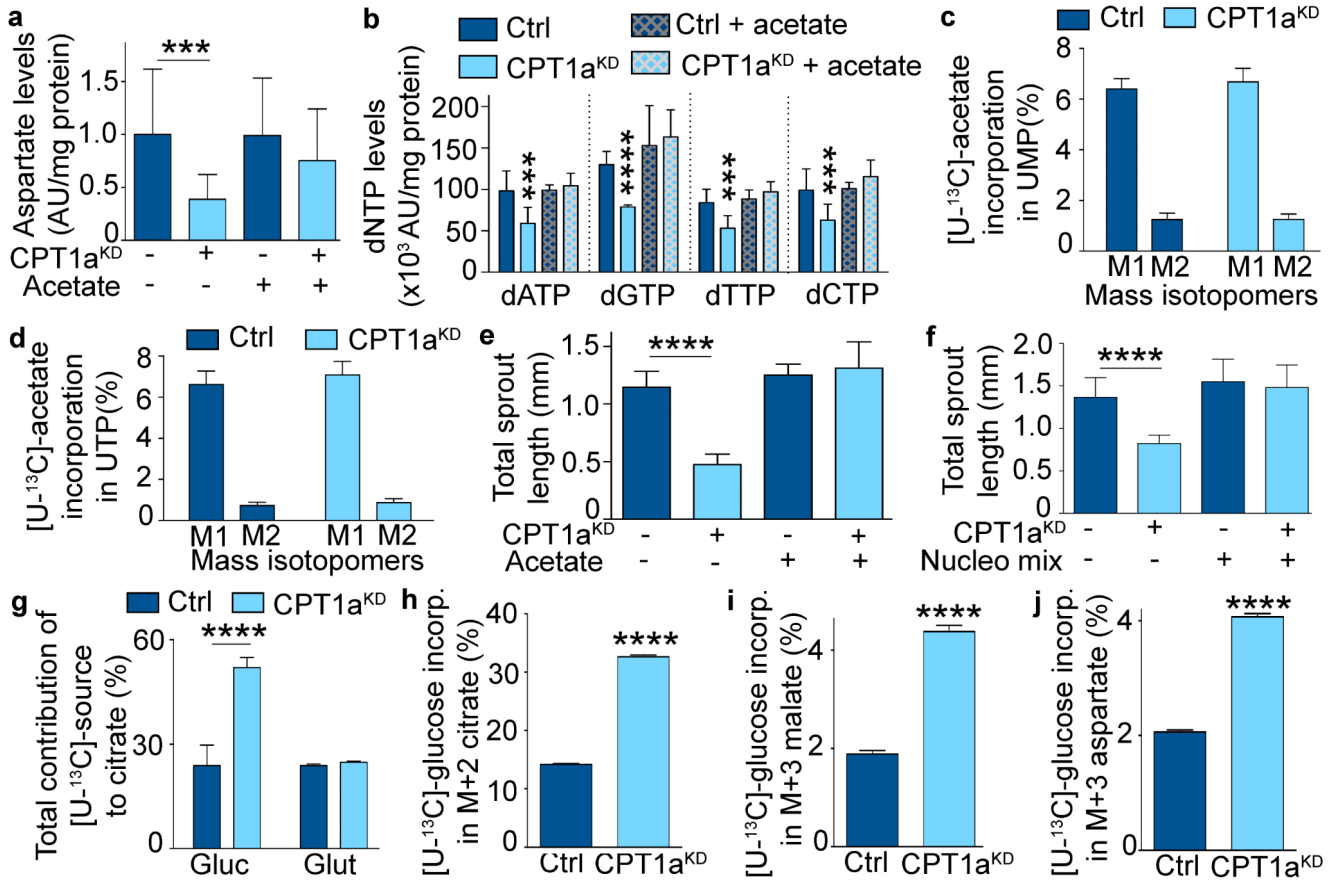 a
***
Aspartate levels
(AU/mg protein)
1.5
1.0
0.5
0
CPT1aᴷᴰ - + - +
Acetate - - + +
b
Ctrl
Ctrl + acetate
CPT1aᴷᴰ
CPT1aᴷᴰ + acetate
dNTP levels
(x10³ AU/mg protein)
200
150
100
50
0
***
****
***
***
dATP dGTP dTTP dCTP
c
Ctrl CPT1aᴷᴰ
[U-¹³C]-acetate
incorporation
in UMP(%)
8
6
4
2
0
M1 M2 M1 M2
Mass isotopomers
d
Ctrl CPT1aᴷᴰ
[U-¹³C]-acetate
incorporation
in UTP(%)
8
6
4
2
0
M1 M2 M1 M2
Mass isotopomers
e
****
Total sprout
length (mm)
1.5
1.0
0.5
0
CPT1aᴷᴰ - + - +
Acetate - - + +
f
****
Total sprout
length (mm)
2.0
1.5
1.0
0.5
0
CPT1aᴷᴰ - + - +
Nucleo mix - - + +
g
Ctrl CPT1aᴷᴰ
****
Total contribution of
[U-¹³C]-source
to citrate (%)
60
30
0
Gluc Glut
h
[U-¹³C]-glucose incorp.
in M+2 citrate (%)
40
30
20
10
0
****
Ctrl CPT1aᴷᴰ
i
[U-¹³C]-glucose incorp.
in M+3 malate (%)
4
2
0
****
Ctrl CPT1aᴷᴰ
j
[U-¹³C]-glucose incorp.
in M+3 aspartate (%)
4
2
0
****
Ctrl CPT1aᴷᴰ